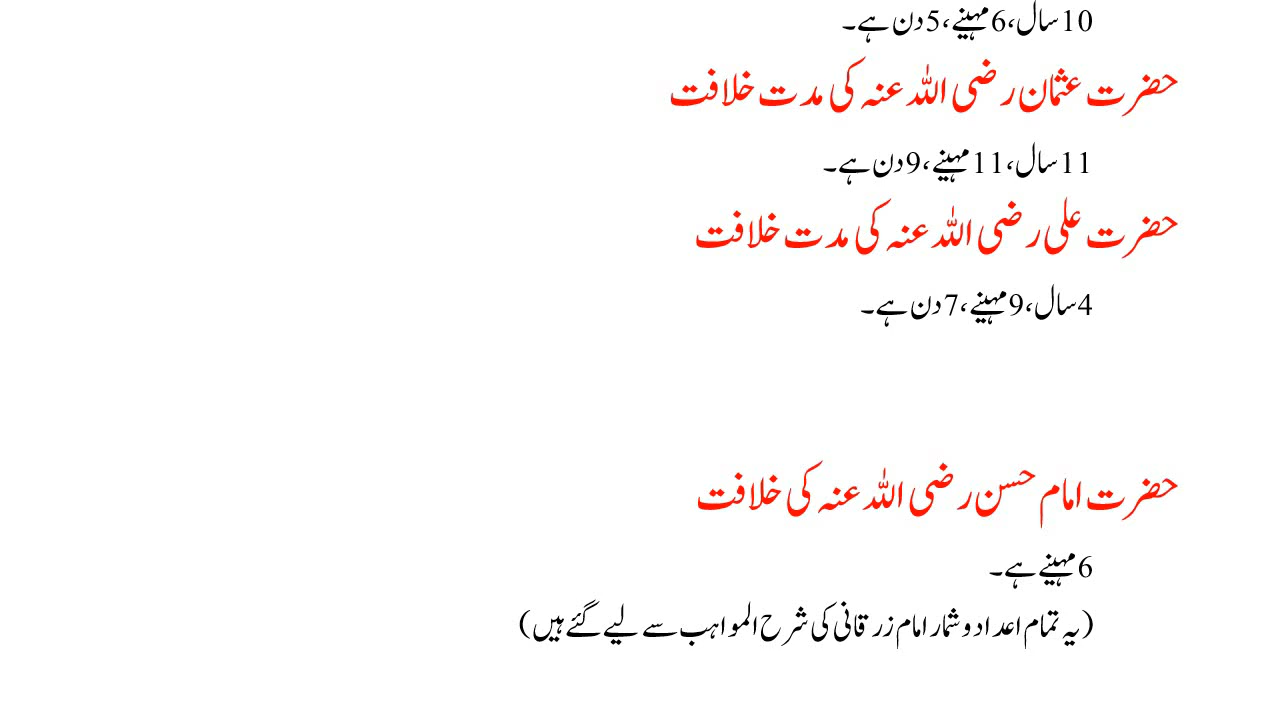 10 سال، 6 مہینے، 5 دن ہے۔
حضرت عثمان رضی اللہ عنہ کی مدت خلافت
11 سال، 11 مہینے، 9 دن ہے۔
حضرت علی رضی اللہ عنہ کی مدت خلافت
4 سال، 9 مہینے، 7 دن ہے۔
حضرت امام حسن رضی اللہ عنہ کی خلافت
6 مہینے ہے۔
(یہ تمام اعداد و شمار امام زرقانی کی شرح المواہب سے لیے گئے ہیں)